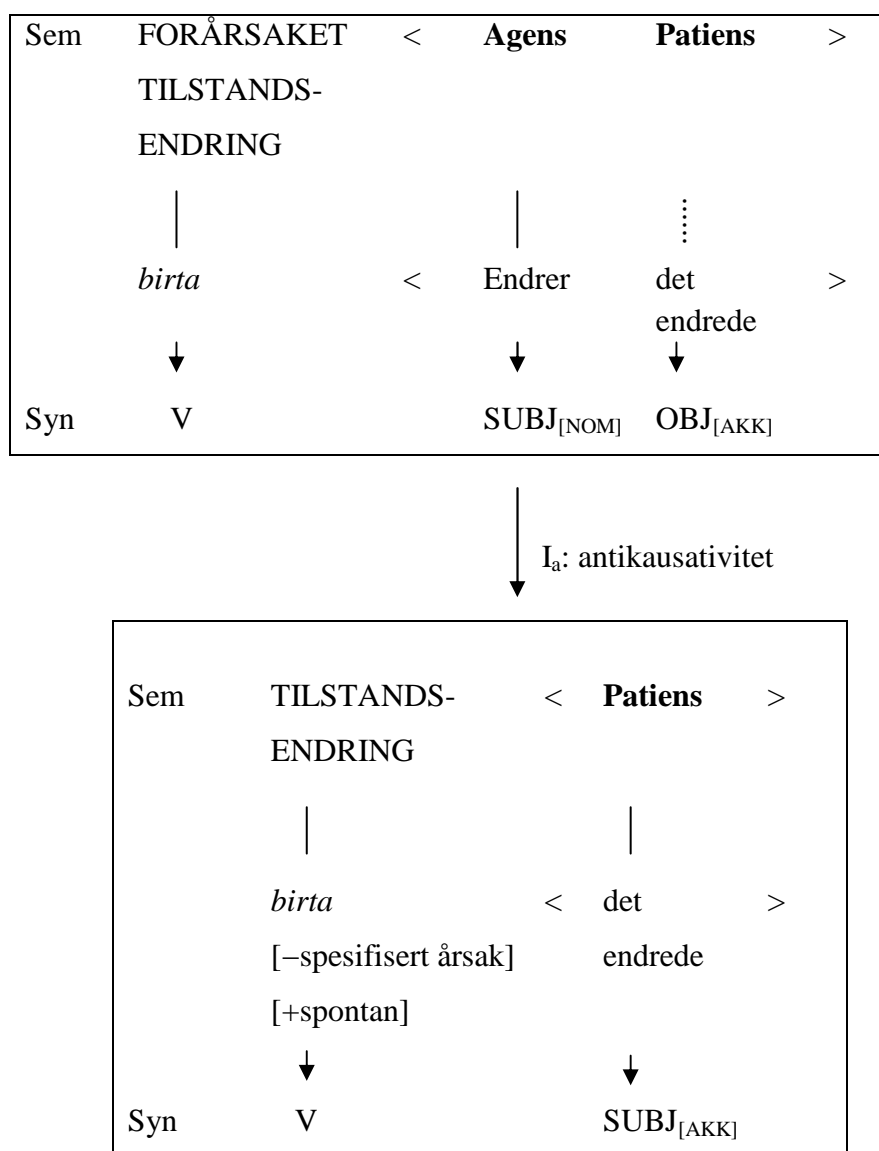 Sem FORÅRSAKET < Agens Patiens >
TILSTANDS-
ENDRING
birta < Endrer det >
endrede
Syn V SUBJ[NOM] OBJ[AKK]
Ia: antikausativitet
Sem TILSTANDS- < Patiens >
ENDRING
birta < det >
[−spesifisert årsak] endrede
[+spontan]
Syn V SUBJ[AKK]